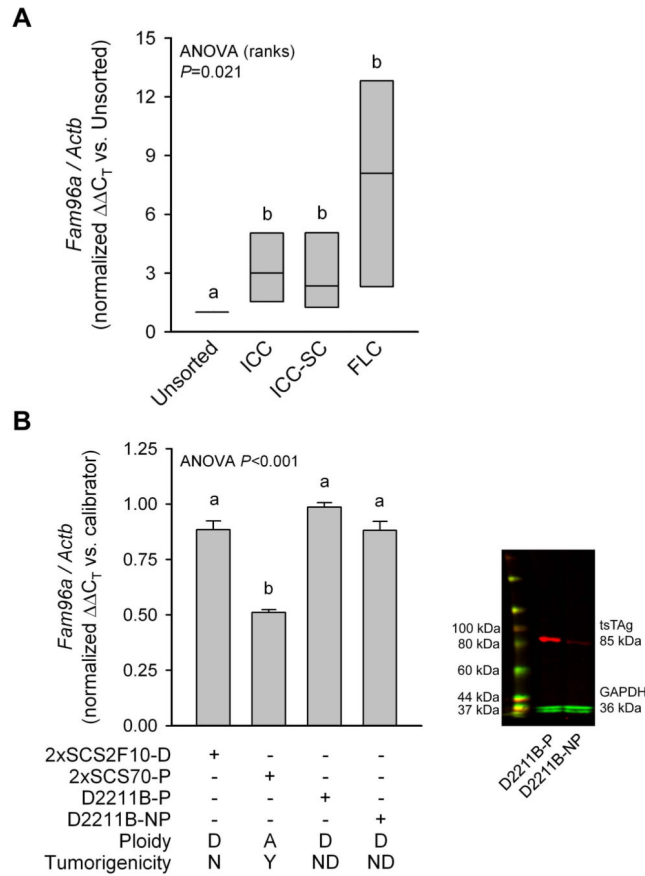 A
Fam96a / Actb
(normalized ΔΔCT vs. Unsorted)
15
12
9
6
3
0
ANOVA (ranks)
P=0.021
a
b
b
b
Unsorted
ICC
ICC-SC
FLC
B
Fam96a / Actb
(normalized ΔΔCT vs. calibrator)
1.25
1.00
0.75
0.50
0.25
0.00
ANOVA P<0.001
a
b
a
a
2xSCS2F10-D + - - -
2xSCS70-P - + - -
D2211B-P - - + -
D2211B-NP - - - +
Ploidy D A D D
Tumorigenicity N Y ND ND
100 kDa
80 kDa
60 kDa
44 kDa
37 kDa
tsTAg
85 kDa
GAPDH
36 kDa
D2211B-P
D2211B-NP